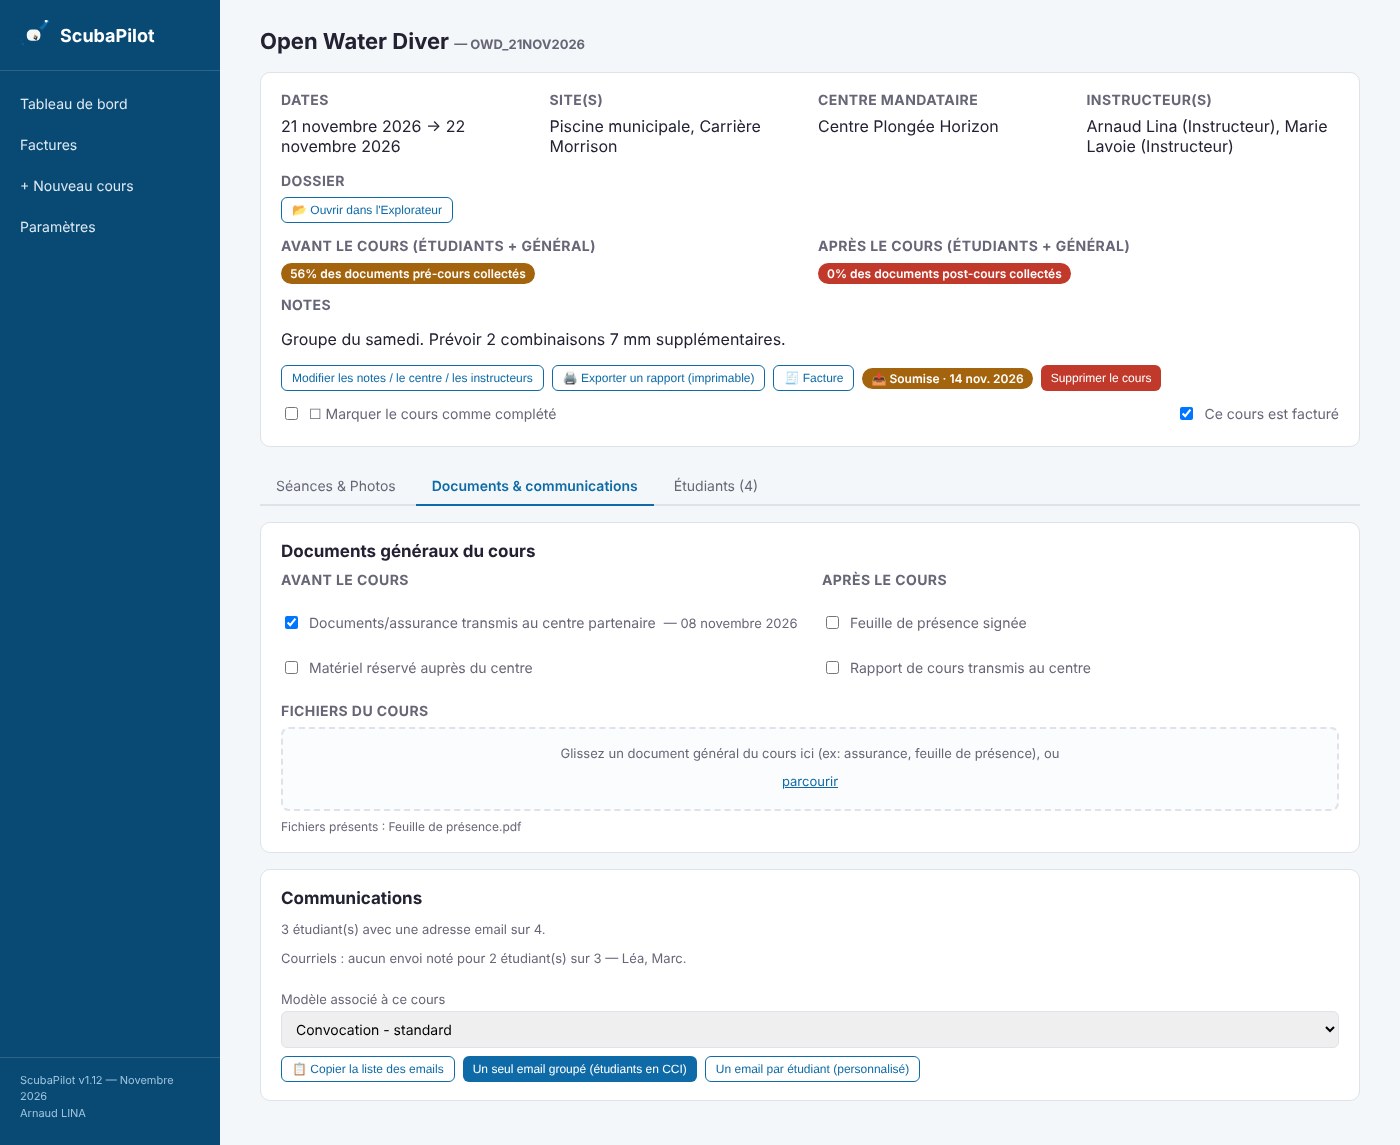 ScubaPilot
Tableau de bord
Factures
+ Nouveau cours
Paramètres
ScubaPilot v1.12 — Novembre
2026
Arnaud LINA
Open Water Diver — OWD_21NOV2026
DATES
21 novembre 2026 → 22
novembre 2026
SITE(S)
Piscine municipale, Carrière
Morrison
CENTRE MANDATAIRE
Centre Plongée Horizon
INSTRUCTEUR(S)
Arnaud Lina (Instructeur), Marie
Lavoie (Instructeur)
DOSSIER
📂 Ouvrir dans l'Explorateur
AVANT LE COURS (ÉTUDIANTS + GÉNÉRAL)
56% des documents pré-cours collectés
APRÈS LE COURS (ÉTUDIANTS + GÉNÉRAL)
0% des documents post-cours collectés
NOTES
Groupe du samedi. Prévoir 2 combinaisons 7 mm supplémentaires.
Modifier les notes / le centre / les instructeurs
🖨️ Exporter un rapport (imprimable)
🧾 Facture
📤 Soumise · 14 nov. 2026
Supprimer le cours
☐ Marquer le cours comme complété
Ce cours est facturé
Séances & Photos
Documents & communications
Étudiants (4)
Documents généraux du cours
AVANT LE COURS
Documents/assurance transmis au centre partenaire — 08 novembre 2026
Matériel réservé auprès du centre
APRÈS LE COURS
Feuille de présence signée
Rapport de cours transmis au centre
FICHIERS DU COURS
Glissez un document général du cours ici (ex: assurance, feuille de présence), ou
parcourir
Fichiers présents : Feuille de présence.pdf
Communications
3 étudiant(s) avec une adresse email sur 4.
Courriels : aucun envoi noté pour 2 étudiant(s) sur 3 — Léa, Marc.
Modèle associé à ce cours
Convocation - standard
📋 Copier la liste des emails
Un seul email groupé (étudiants en CCI)
Un email par étudiant (personnalisé)